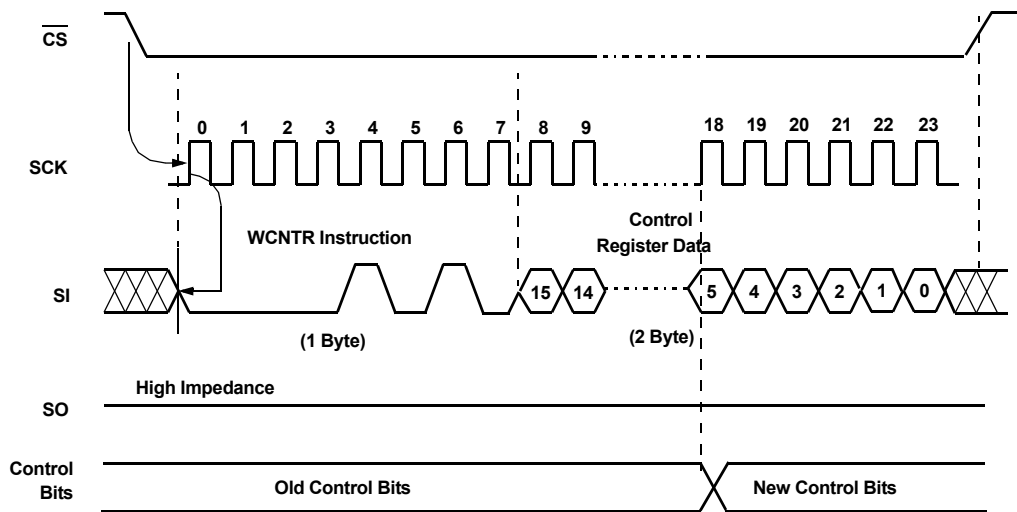 CS
0 1 2 3 4 5 6 7 8 9 18 19 20 21 22 23
SCK
WCNTR Instruction
Control
Register Data
SI
15 14 5 4 3 2 1 0
(1 Byte)
(2 Byte)
High Impedance
SO
Control
Bits
Old Control Bits
New Control Bits